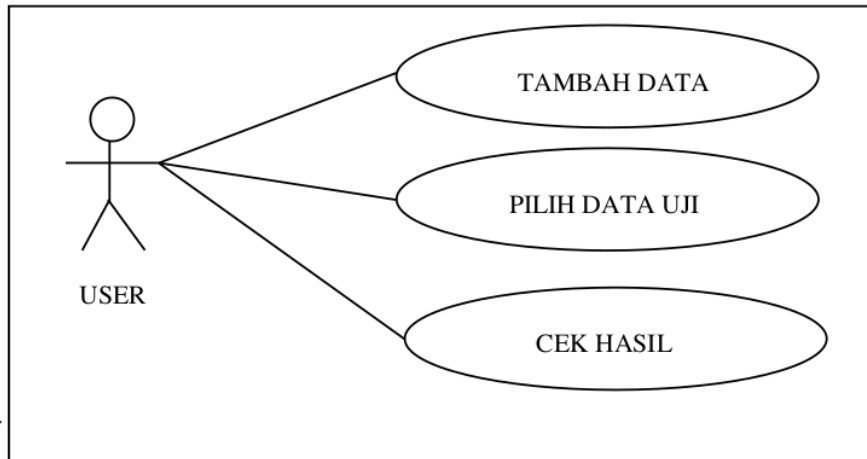 TAMBAH DATA
PILIH DATA UJI
USER
CEK HASIL